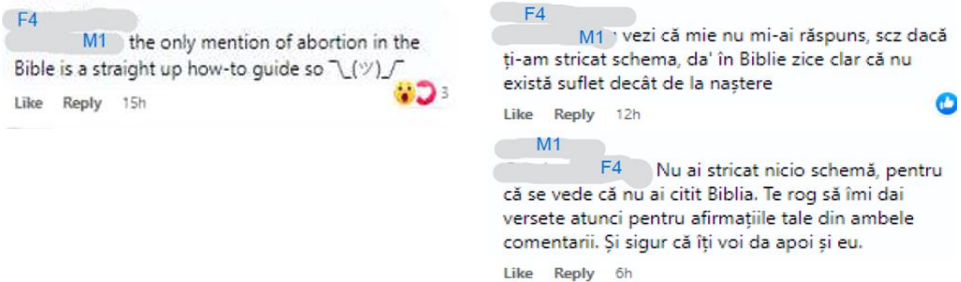 F4
M1 the only mention of abortion in the
Bible is a straight up how-to guide so ¯\_(ツ)_/¯
3
Like Reply 15h
F4
M1 vezi că mie nu mi-ai răspuns, scz dacă
ți-am stricat schema, da' în Biblie zice clar că nu
există suflet decât de la naștere
Like Reply 12h
M1
F4 Nu ai stricat nicio schemă, pentru
că se vede că nu ai citit Biblia. Te rog să îmi dai
versete atunci pentru afirmațiile tale din ambele
comentarii. Și sigur că îți voi da apoi și eu.
Like Reply 6h